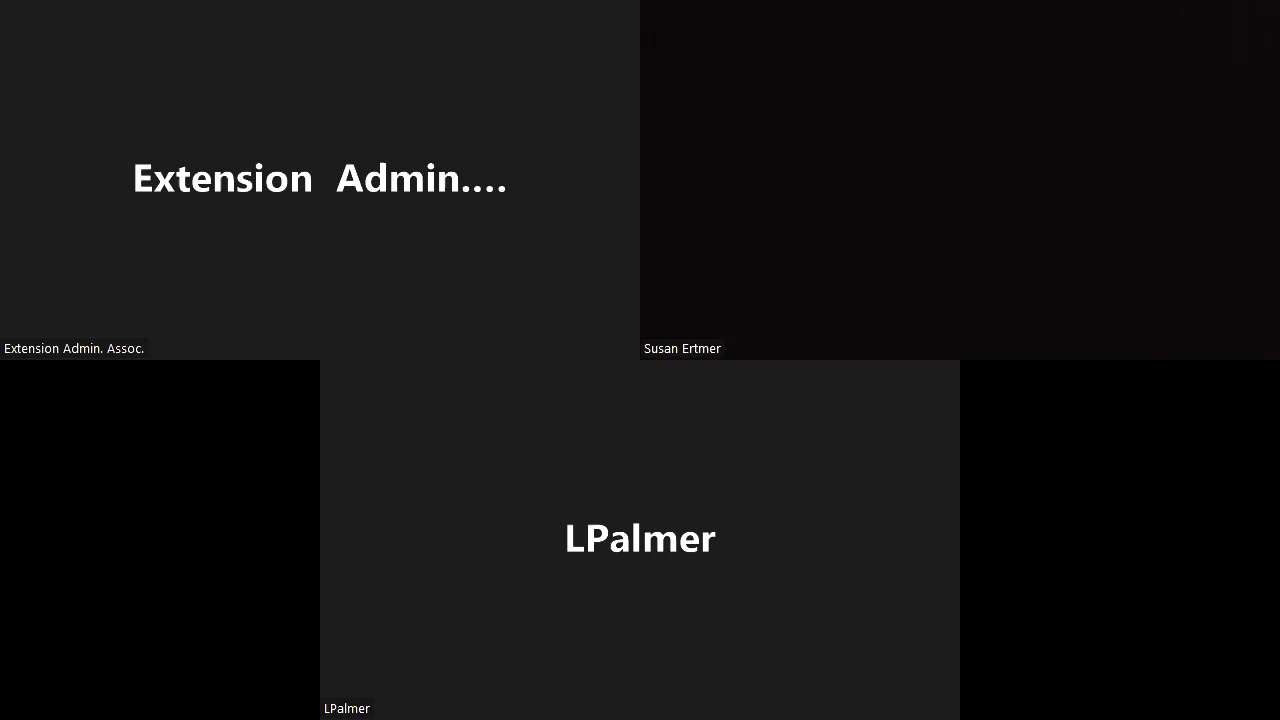 Extension Admin....
Extension Admin. Assoc.
Susan Ertmer
LPalmer
LPalmer